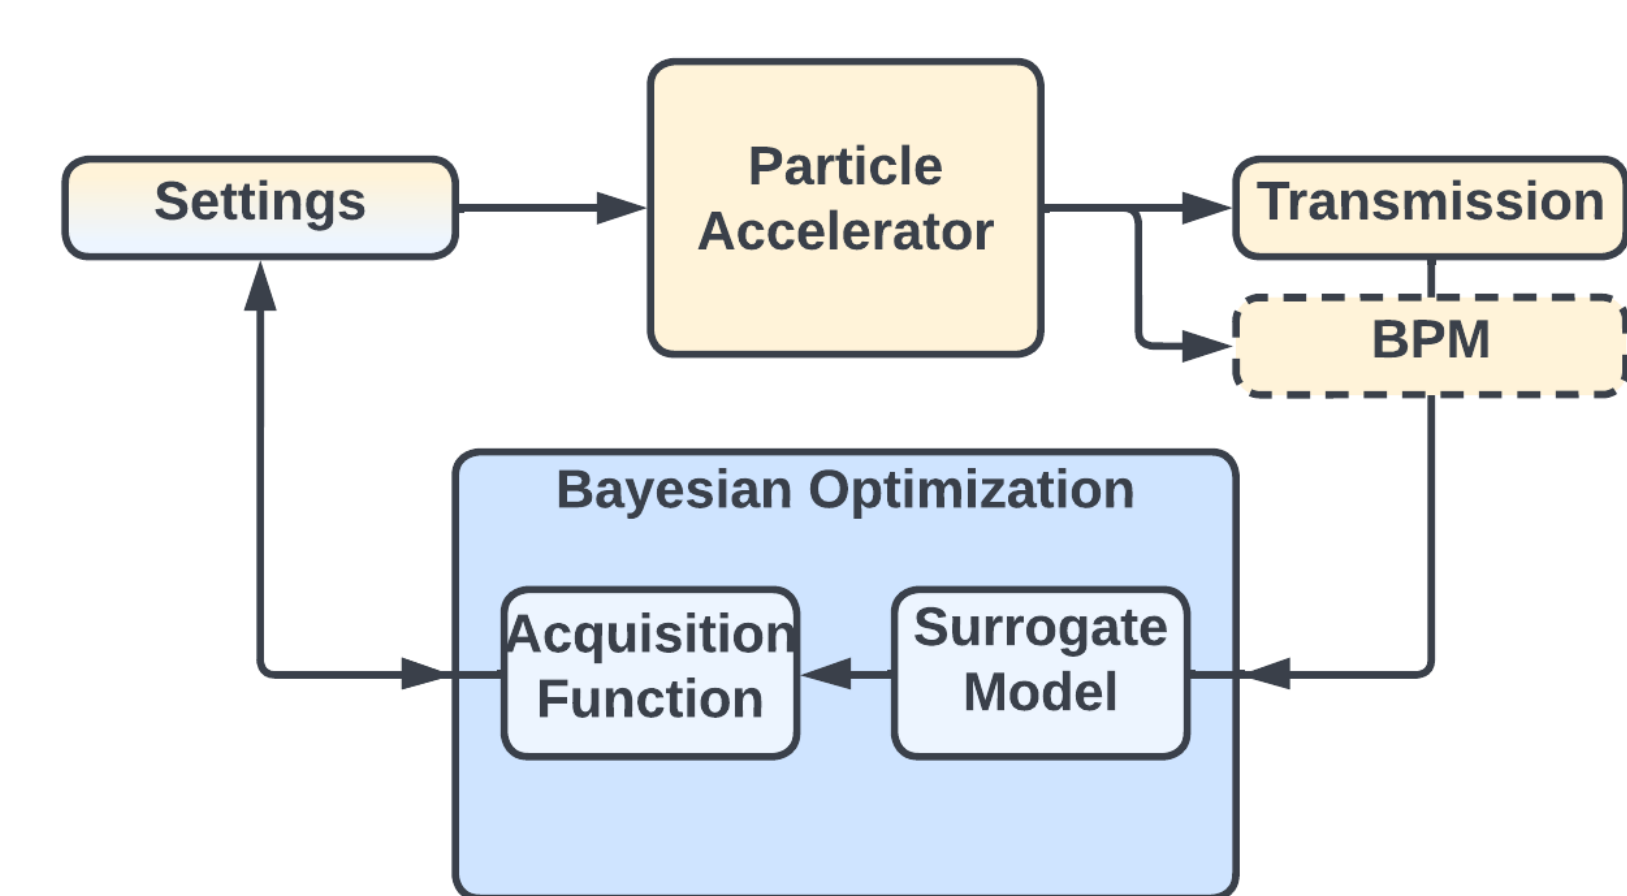 Settings
Particle
Accelerator
Transmission
BPM
Bayesian Optimization
Acquisition
Function
Surrogate
Model